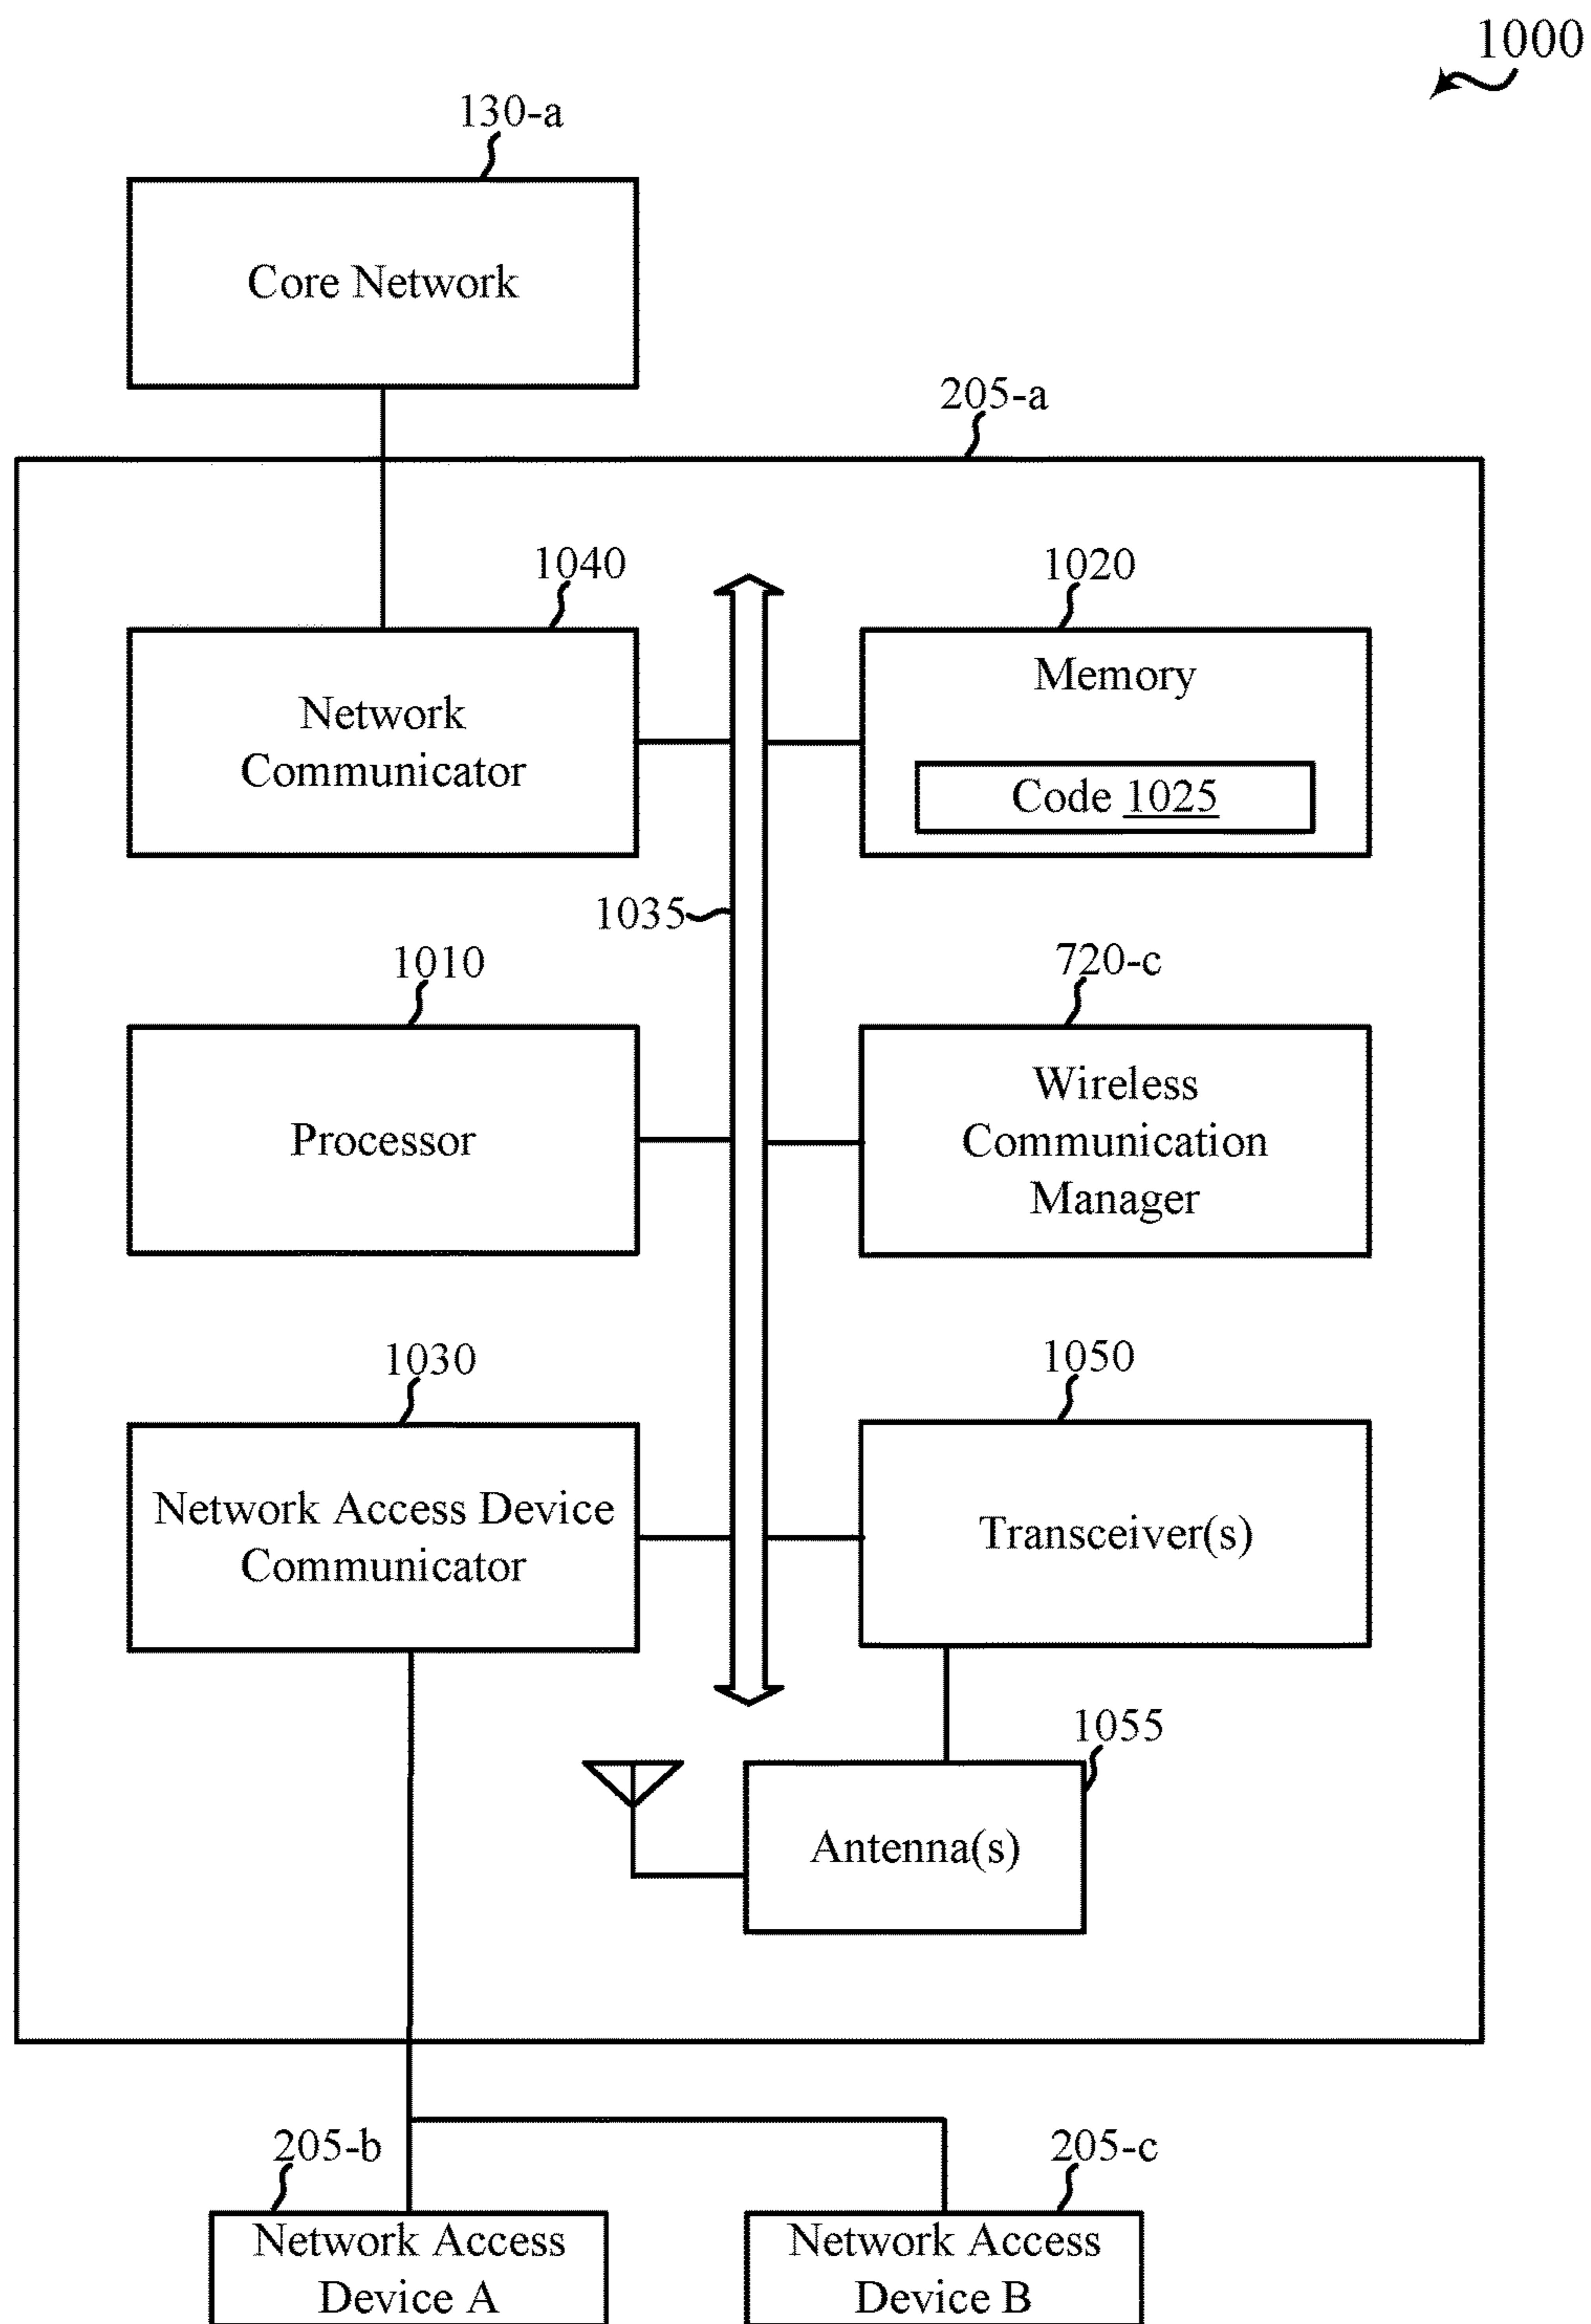 1000
130-a
Core Network
205-a
1040
1020
Network
Communicator
Memory
Code 1025
1035
1010
720-c
Processor
Wireless
Communication
Manager
1030
1050
Network Access Device
Communicator
Transceiver(s)
1055
Antenna(s)
205-b
205-c
Network Access
Device A
Network Access
Device B